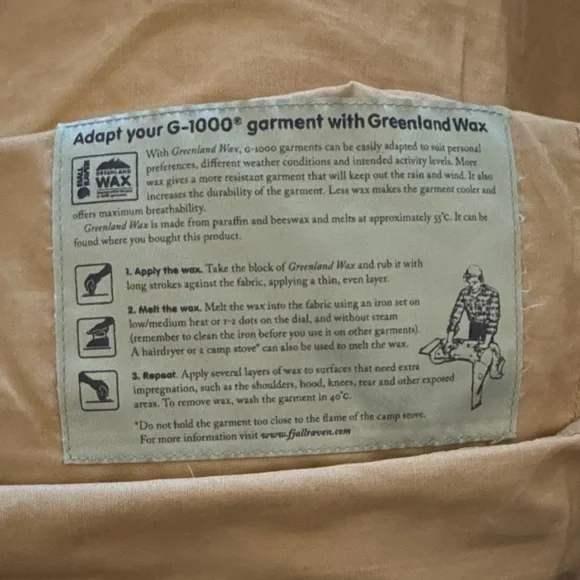 Adapt your G-1000® garment with Greenland Wax
FJÄLL RÄVEN
GREENLAND
WAX
With Greenland Wax, G-1000 garments can be easily adapted to suit personal
preferences, different weather conditions and intended activity levels. More
wax gives a more resistant garment that will keep out the rain and wind. It also
increases the durability of the garment. Less wax makes the garment cooler and
offers maximum breathability.
Greenland Wax is made from paraffin and beeswax and melts at approximately 55°C. It can be
found where you bought this product.
1. Apply the wax. Take the block of Greenland Wax and rub it with
long strokes against the fabric, applying a thin, even layer.
2. Melt the wax. Melt the wax into the fabric using an iron set on
low/medium heat or 1-2 dots on the dial, and without steam
(remember to clean the iron before you use it on other garments).
A hairdryer or a camp stove* can also be used to melt the wax.
3. Repeat. Apply several layers of wax to surfaces that need extra
impregnation, such as the shoulders, hood, knees, rear and other exposed
areas. To remove wax, wash the garment in 40°C.
*Do not hold the garment too close to the flame of the camp stove.
For more information visit www.fjallraven.com